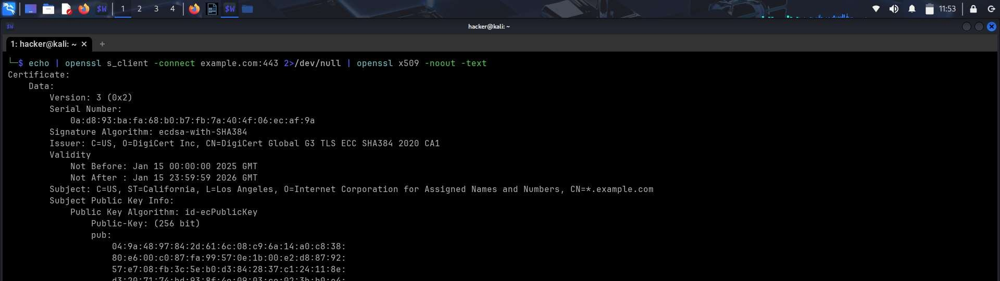 $W 1 2 3 4 $W 11:53
$W hacker@kali: ~
1: hacker@kali: ~ × +
└─$ echo | openssl s_client -connect example.com:443 2>/dev/null | openssl x509 -noout -text
Certificate:
Data:
Version: 3 (0x2)
Serial Number:
0a:d8:93:ba:fa:68:b0:b7:fb:7a:40:4f:06:ec:af:9a
Signature Algorithm: ecdsa-with-SHA384
Issuer: C=US, O=DigiCert Inc, CN=DigiCert Global G3 TLS ECC SHA384 2020 CA1
Validity
Not Before: Jan 15 00:00:00 2025 GMT
Not After : Jan 15 23:59:59 2026 GMT
Subject: C=US, ST=California, L=Los Angeles, O=Internet Corporation for Assigned Names and Numbers, CN=*.example.com
Subject Public Key Info:
Public Key Algorithm: id-ecPublicKey
Public-Key: (256 bit)
pub:
04:9a:48:97:84:2d:61:6c:08:c9:6a:14:a0:c8:38:
80:e6:00:c0:87:fa:99:57:0e:1b:00:e2:d8:87:92:
57:e7:08:fb:3c:5e:b0:d3:84:28:37:c1:24:11:8e: